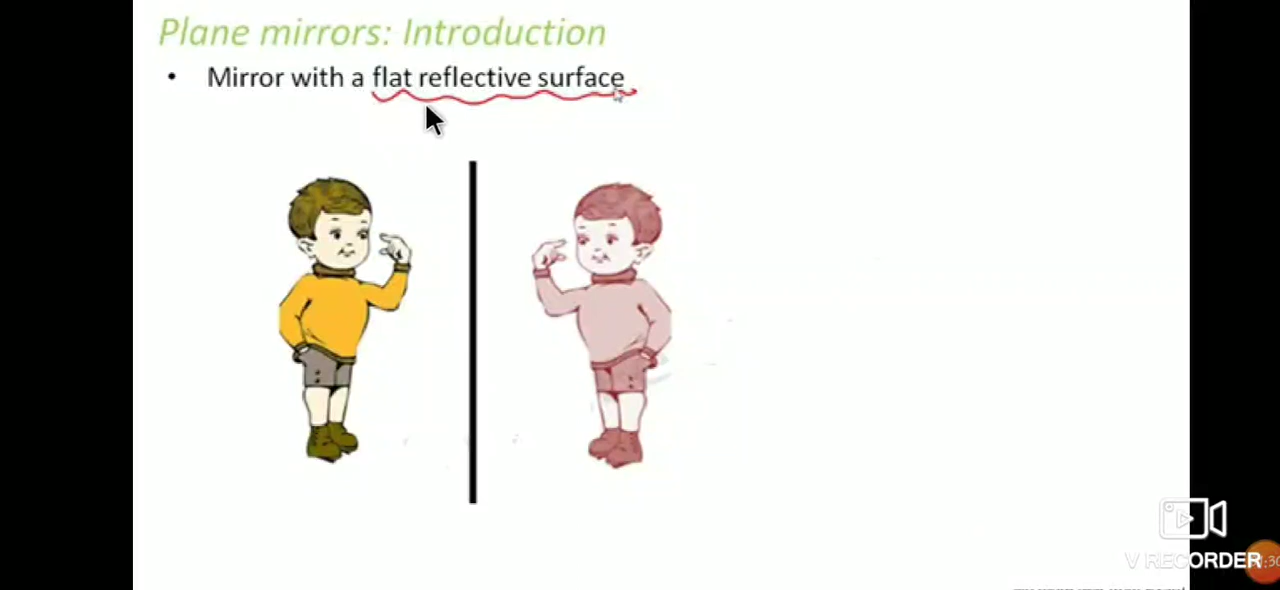 Plane mirrors: Introduction
• Mirror with a flat reflective surface
V RECORDER